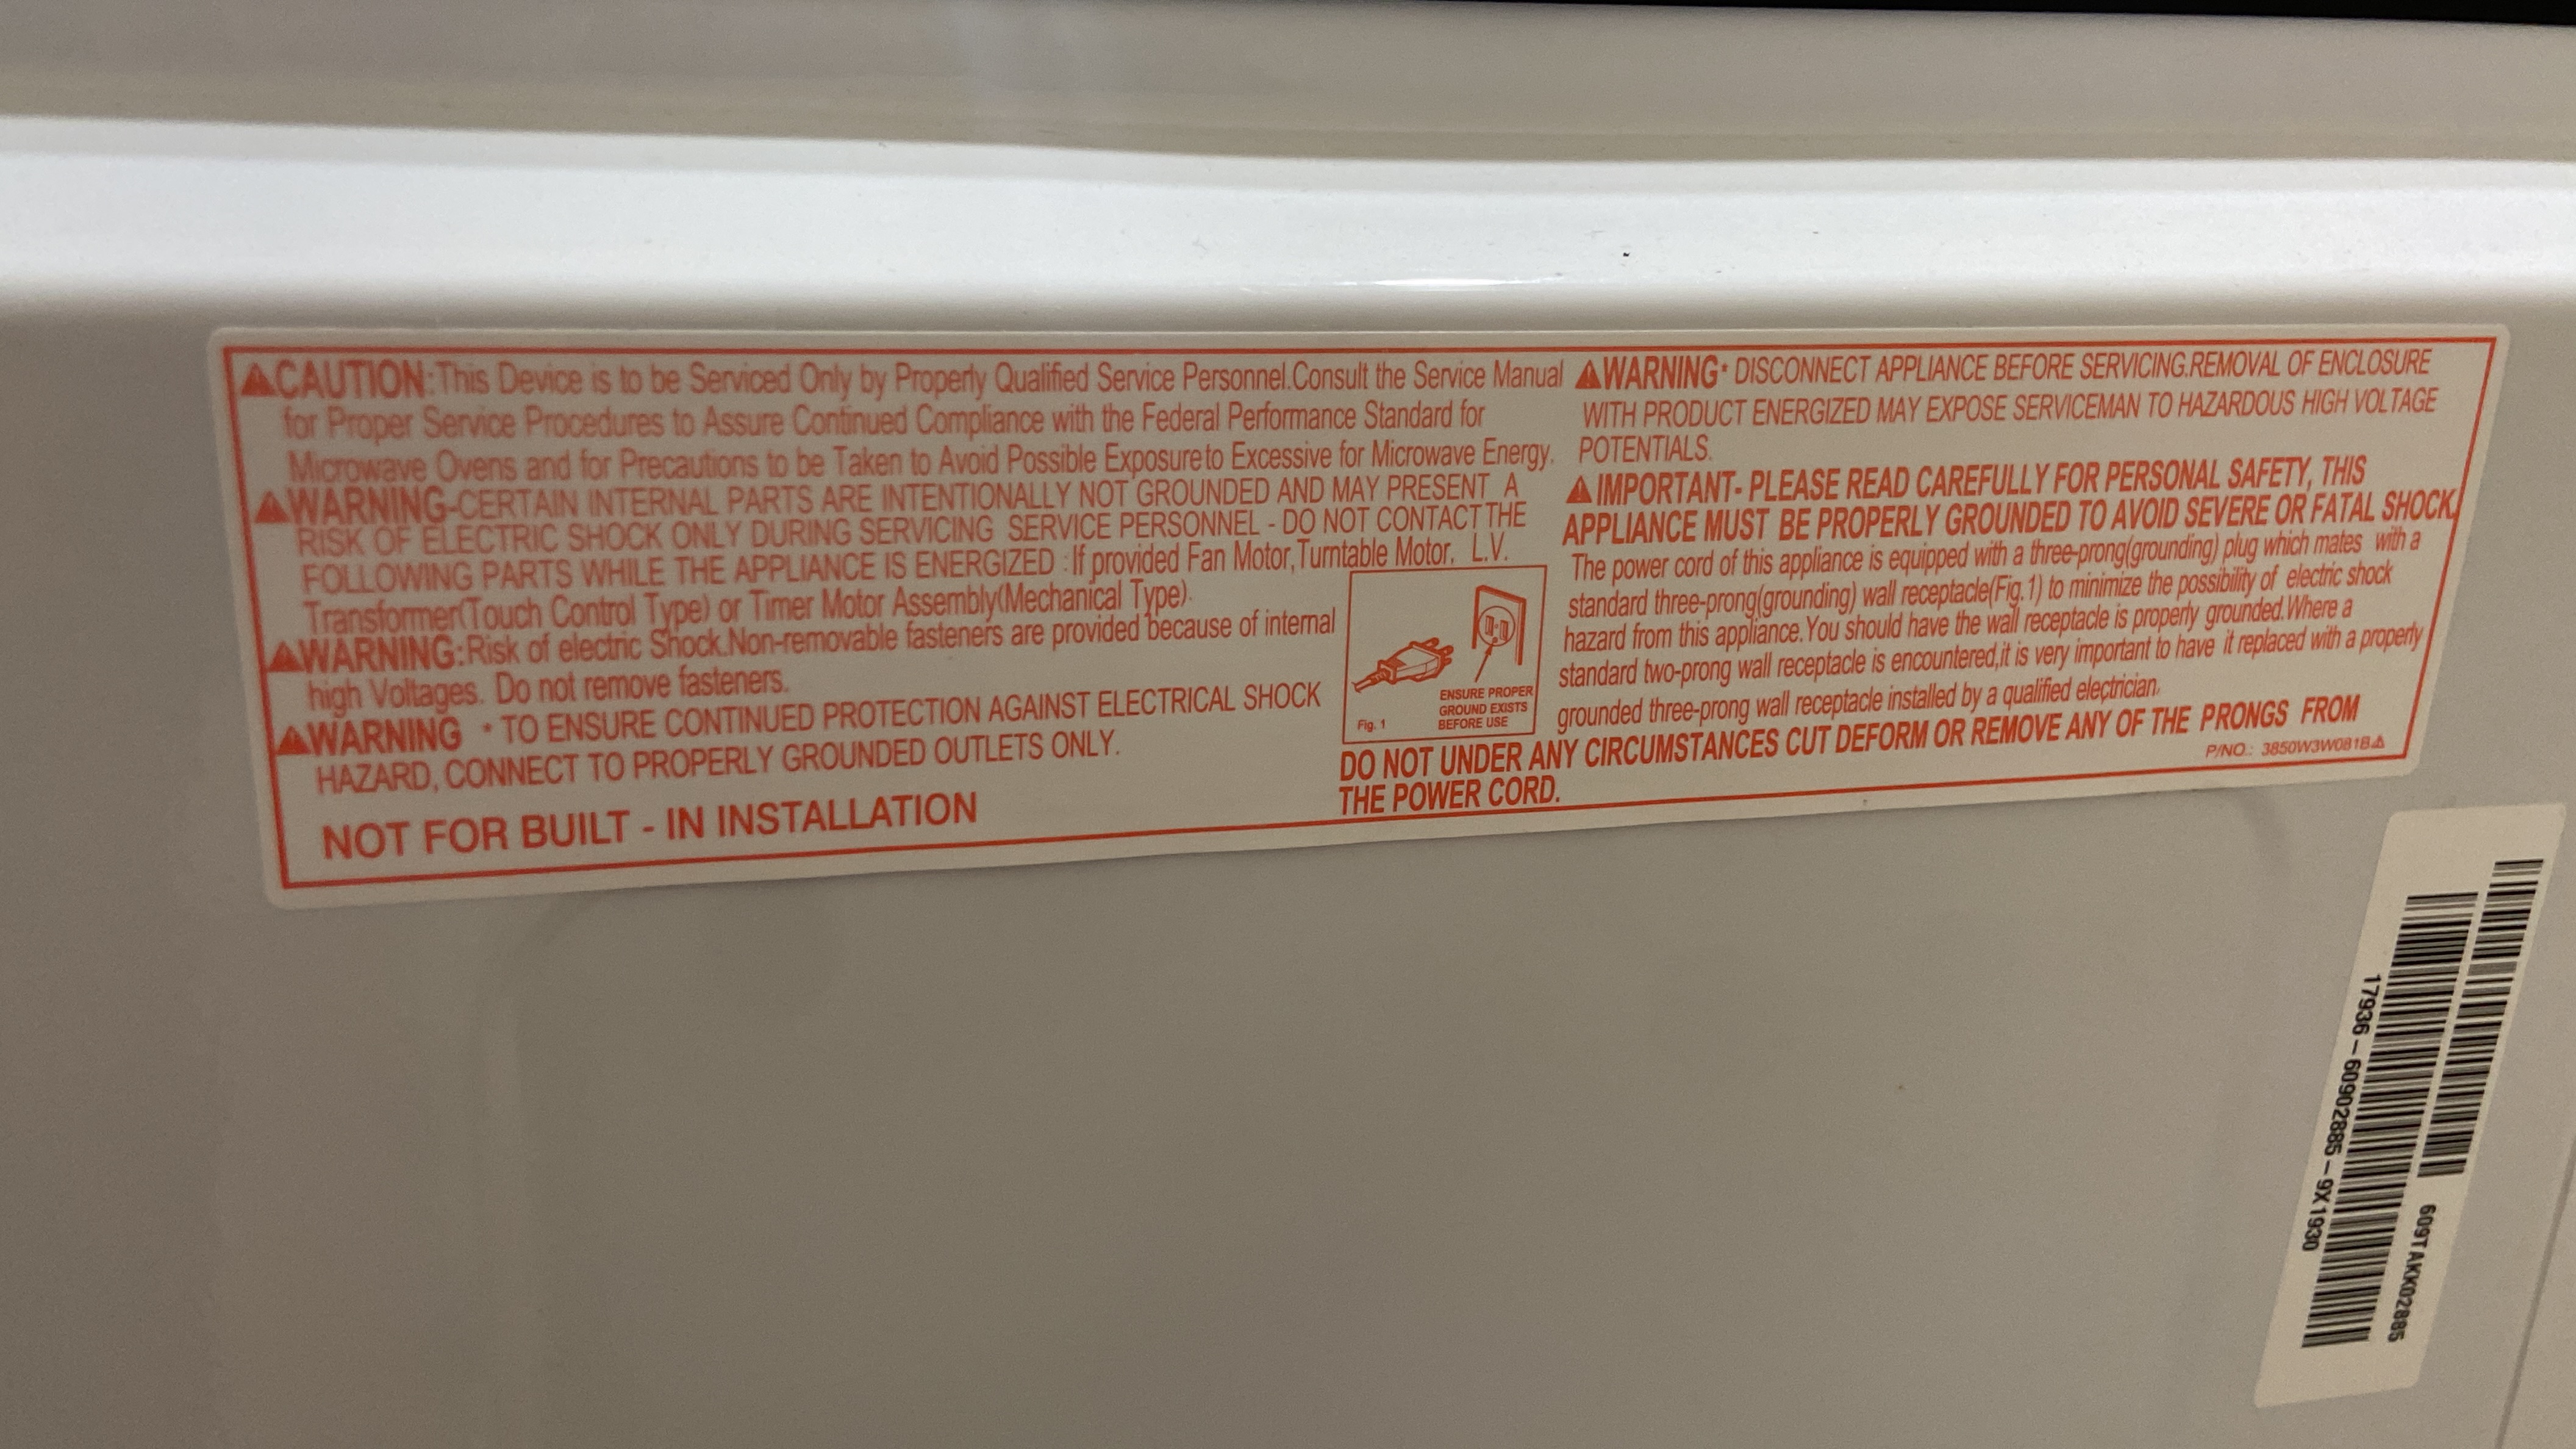 ⚠CAUTION:This Device is to be Serviced Only by Properly Qualified Service Personnel.Consult the Service Manual
for Proper Service Procedures to Assure Continued Compliance with the Federal Performance Standard for
Microwave Ovens and for Precautions to be Taken to Avoid Possible Exposure to Excessive for Microwave Energy.
⚠WARNING-CERTAIN INTERNAL PARTS ARE INTENTIONALLY NOT GROUNDED AND MAY PRESENT A
RISK OF ELECTRIC SHOCK ONLY DURING SERVICING SERVICE PERSONNEL - DO NOT CONTACT THE
FOLLOWING PARTS WHILE THE APPLIANCE IS ENERGIZED : If provided Fan Motor,Turntable Motor, L.V.
Transformer(Touch Control Type) or Timer Motor Assembly(Mechanical Type).
⚠WARNING:Risk of electric Shock.Non-removable fasteners are provided because of internal
high Voltages. Do not remove fasteners.
⚠WARNING * TO ENSURE CONTINUED PROTECTION AGAINST ELECTRICAL SHOCK
HAZARD, CONNECT TO PROPERLY GROUNDED OUTLETS ONLY.
NOT FOR BUILT - IN INSTALLATION
Fig. 1
ENSURE PROPER
GROUND EXISTS
BEFORE USE
⚠WARNING* DISCONNECT APPLIANCE BEFORE SERVICING.REMOVAL OF ENCLOSURE
WITH PRODUCT ENERGIZED MAY EXPOSE SERVICEMAN TO HAZARDOUS HIGH VOLTAGE
POTENTIALS.
⚠IMPORTANT- PLEASE READ CAREFULLY FOR PERSONAL SAFETY, THIS
APPLIANCE MUST BE PROPERLY GROUNDED TO AVOID SEVERE OR FATAL SHOCK.
The power cord of this appliance is equipped with a three-prong(grounding) plug which mates with a
standard three-prong(grounding) wall receptacle(Fig.1) to minimize the possibility of electric shock
hazard from this appliance.You should have the wall receptacle is properly grounded.Where a
standard two-prong wall receptacle is encountered,it is very important to have it replaced with a properly
grounded three-prong wall receptacle installed by a qualified electrician.
DO NOT UNDER ANY CIRCUMSTANCES CUT DEFORM OR REMOVE ANY OF THE PRONGS FROM
THE POWER CORD.
P/NO.: 3850W3W081B⚠
17936-60902885-9X1930
609TAKK02885